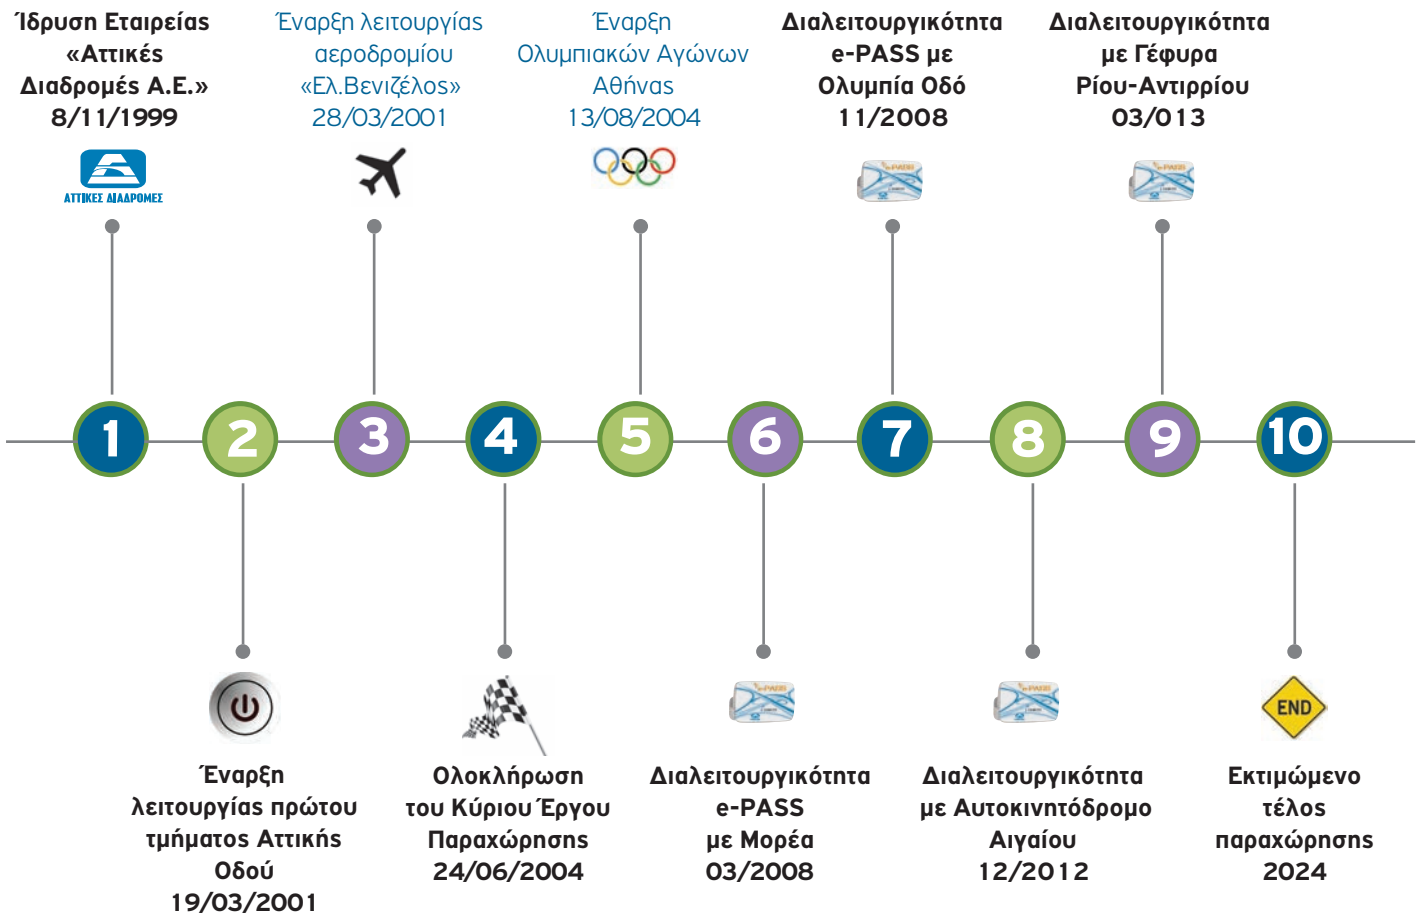 Ίδρυση Εταιρείας
«Αττικές
Διαδρομές Α.Ε.»
8/11/1999
ΑΤΤΙΚΕΣ ΔΙΑΔΡΟΜΕΣ
Έναρξη λειτουργίας
αεροδρομίου
«Ελ.Βενιζέλος»
28/03/2001
Έναρξη
Ολυμπιακών Αγώνων
Αθήνας
13/08/2004
Διαλειτουργικότητα
e-PASS με
Ολυμπία Οδό
11/2008
e-PASS
Διαλειτουργικότητα
με Γέφυρα
Ρίου-Αντιρρίου
03/013
e-PASS
1
2
3
4
5
6
7
8
9
10
Έναρξη
λειτουργίας πρώτου
τμήματος Αττικής
Οδού
19/03/2001
Ολοκλήρωση
του Κύριου Έργου
Παραχώρησης
24/06/2004
e-PASS
Διαλειτουργικότητα
e-PASS
με Μορέα
03/2008
e-PASS
Διαλειτουργικότητα
με Αυτοκινητόδρομο
Αιγαίου
12/2012
END
Εκτιμώμενο
τέλος
παραχώρησης
2024